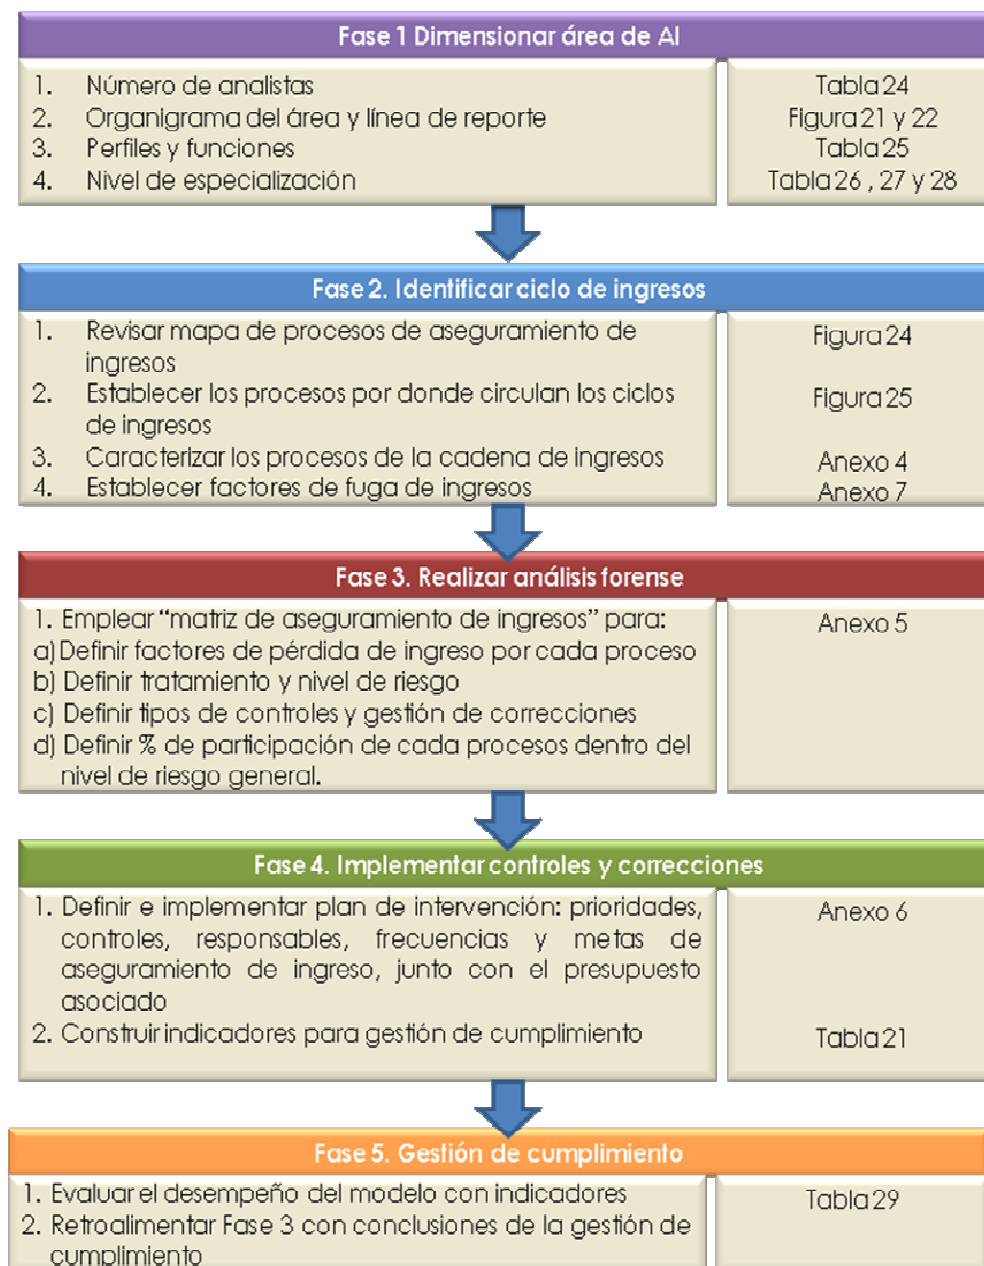 Fase 1 Dimensionar área de AI
1. Número de analistas
Tabla 24
2. Organigrama del área y línea de reporte
Figura 21 y 22
3. Perfiles y funciones
Tabla 25
4. Nivel de especialización
Tabla 26 , 27 y 28
Fase 2. Identificar ciclo de ingresos
1. Revisar mapa de procesos de aseguramiento de
ingresos
Figura 24
2. Establecer los procesos por donde circulan los ciclos
de ingresos
Figura 25
3. Caracterizar los procesos de la cadena de ingresos
Anexo 4
4. Establecer factores de fuga de ingresos
Anexo 7
Fase 3. Realizar análisis forense
1. Emplear “matriz de aseguramiento de ingresos” para:
Anexo 5
a) Definir factores de pérdida de ingreso por cada proceso
b) Definir tratamiento y nivel de riesgo
c) Definir tipos de controles y gestión de correcciones
d) Definir % de participación de cada procesos dentro del
nivel de riesgo general.
Fase 4. Implementar controles y correcciones
1. Definir e implementar plan de intervención: prioridades,
Anexo 6
controles, responsables, frecuencias y metas de
aseguramiento de ingreso, junto con el presupuesto
asociado
2. Construir indicadores para gestión de cumplimiento
Tabla 21
Fase 5. Gestión de cumplimiento
1. Evaluar el desempeño del modelo con indicadores
Tabla 29
2. Retroalimentar Fase 3 con conclusiones de la gestión de
cumplimiento